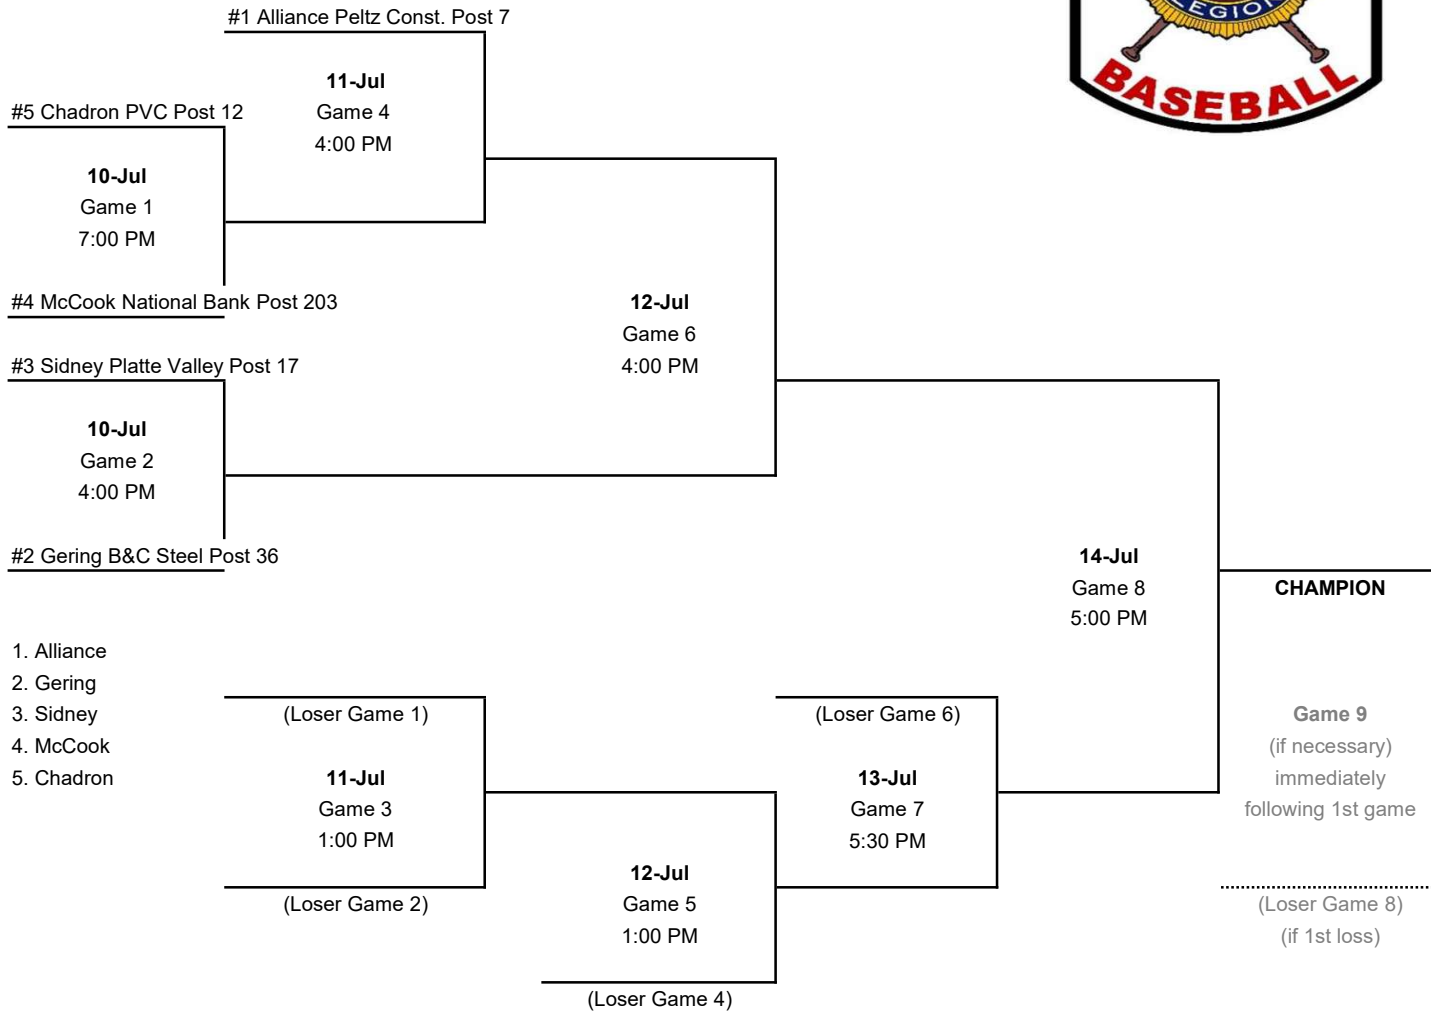 #1 Alliance Peltz Const. Post 7
LEGION
BASEBALL
11-Jul
Game 4
4:00 PM
#5 Chadron PVC Post 12
10-Jul
Game 1
7:00 PM
#4 McCook National Bank Post 203
12-Jul
Game 6
4:00 PM
#3 Sidney Platte Valley Post 17
10-Jul
Game 2
4:00 PM
#2 Gering B&C Steel Post 36
14-Jul
Game 8
5:00 PM
CHAMPION
1. Alliance
2. Gering
3. Sidney
4. McCook
5. Chadron
(Loser Game 1)
11-Jul
Game 3
1:00 PM
(Loser Game 2)
(Loser Game 6)
13-Jul
Game 7
5:30 PM
12-Jul
Game 5
1:00 PM
(Loser Game 4)
Game 9
(if necessary)
immediately
following 1st game
(Loser Game 8)
(if 1st loss)